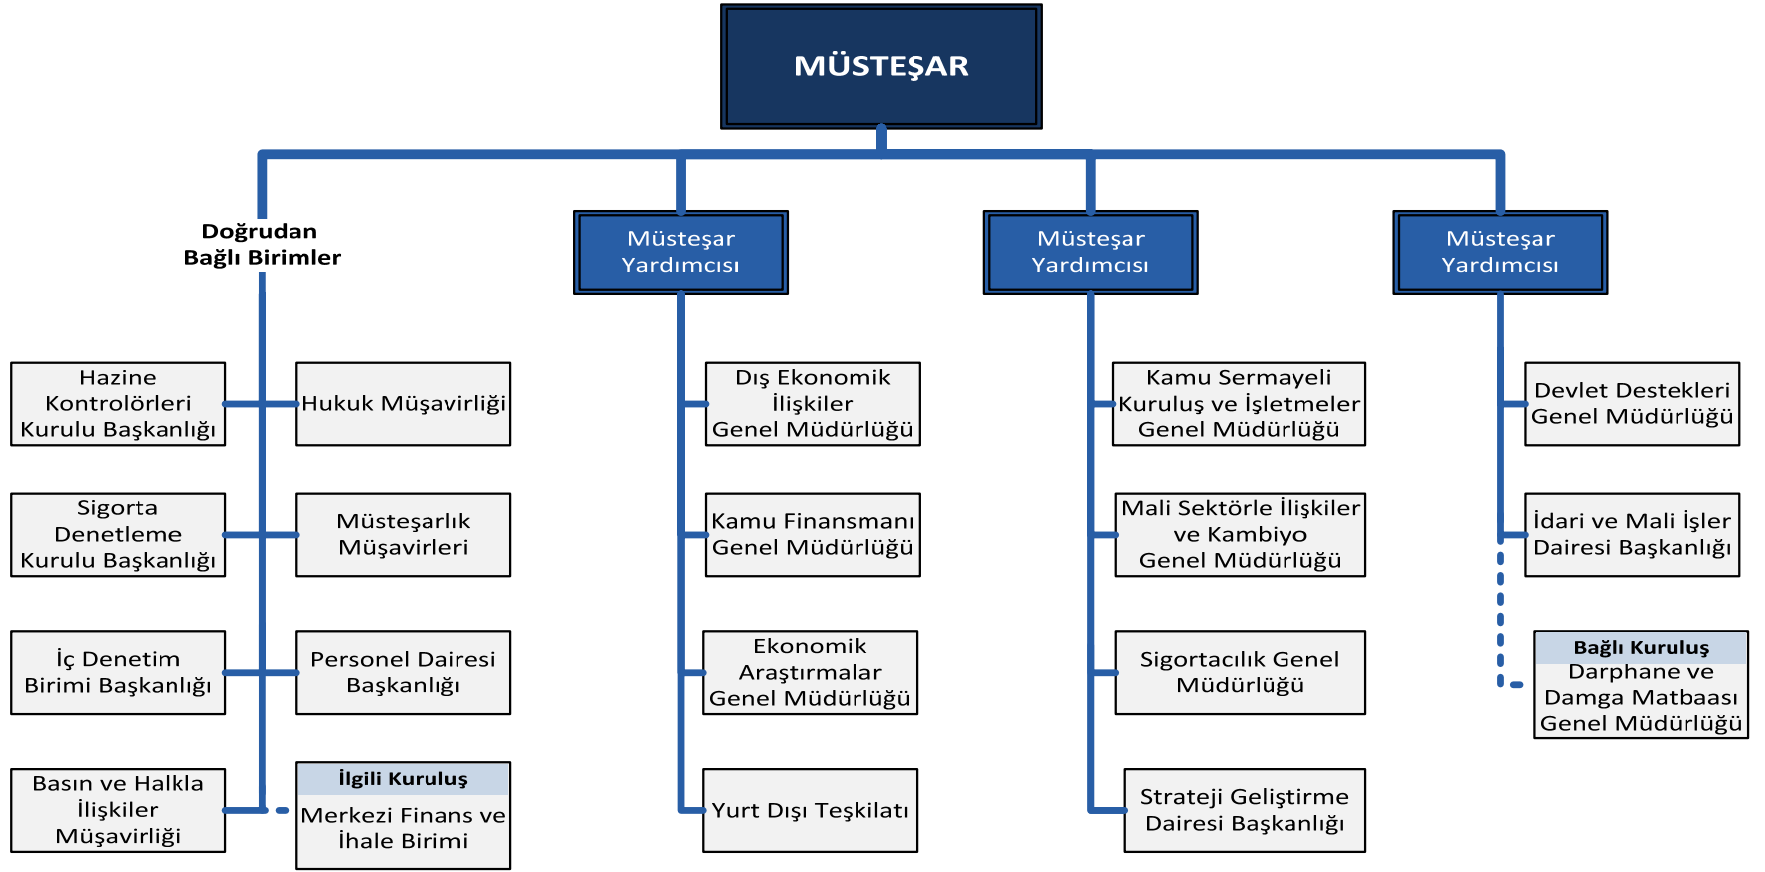 MÜSTEŞAR
Doğrudan
Bağlı Birimler
Hazine
Kontrolörleri
Kurulu Başkanlığı
Hukuk Müşavirliği
Sigorta
Denetleme
Kurulu Başkanlığı
Müsteşarlık
Müşavirleri
İç Denetim
Birimi Başkanlığı
Personel Dairesi
Başkanlığı
Basın ve Halkla
İlişkiler
Müşavirliği
İlgili Kuruluş
Merkezi Finans ve
İhale Birimi
Müsteşar
Yardımcısı
Dış Ekonomik
İlişkiler
Genel Müdürlüğü
Kamu Finansmanı
Genel Müdürlüğü
Ekonomik
Araştırmalar
Genel Müdürlüğü
Yurt Dışı Teşkilatı
Müsteşar
Yardımcısı
Kamu Sermayeli
Kuruluş ve İşletmeler
Genel Müdürlüğü
Mali Sektörle İlişkiler
ve Kambiyo
Genel Müdürlüğü
Sigortacılık Genel
Müdürlüğü
Strateji Geliştirme
Dairesi Başkanlığı
Müsteşar
Yardımcısı
Devlet Destekleri
Genel Müdürlüğü
İdari ve Mali İşler
Dairesi Başkanlığı
Bağlı Kuruluş
Darphane ve
Damga Matbaası
Genel Müdürlüğü